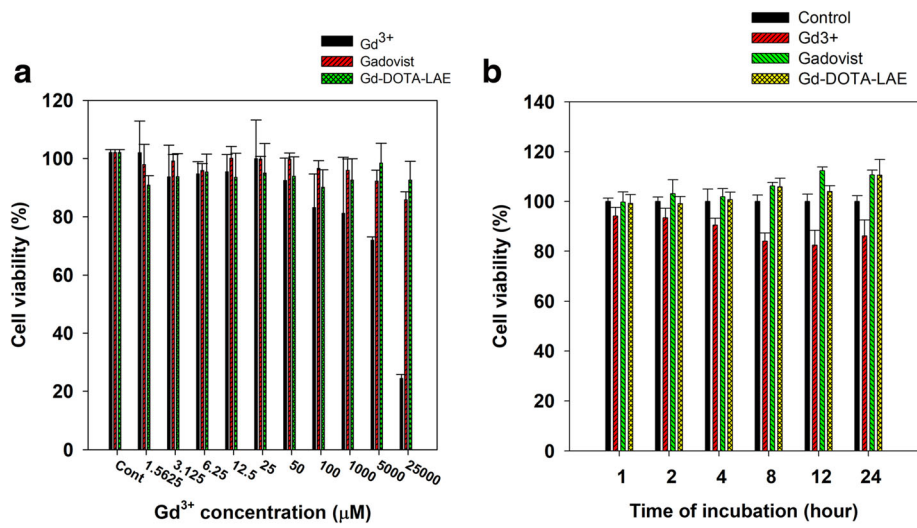 a
Gd3+
Gadovist
Gd-DOTA-LAE
Cell viability (%)
120
100
80
60
40
20
0
Cont 1.5625 3.125 6.25 12.5 25 50 100 1000 5000 25000
Gd3+ concentration (μM)
b
Control
Gd3+
Gadovist
Gd-DOTA-LAE
Cell viability (%)
140
120
100
80
60
40
20
0
1 2 4 8 12 24
Time of incubation (hour)